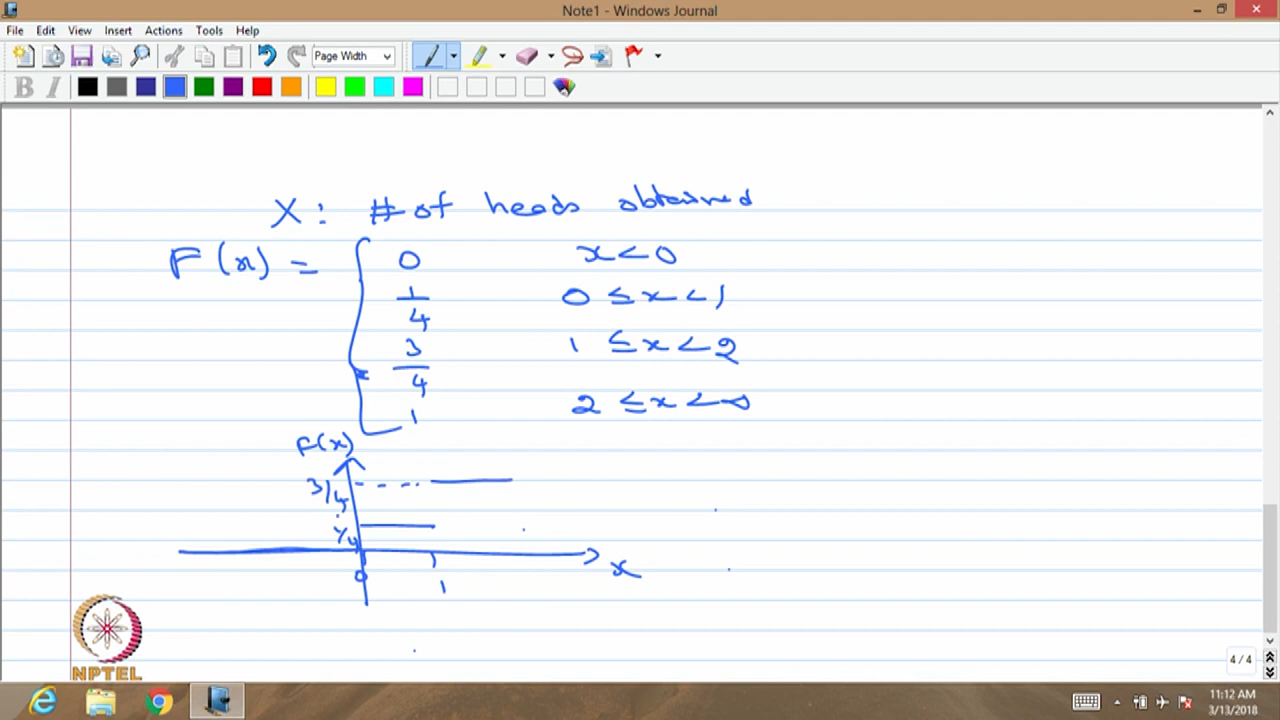 Note1 - Windows Journal
File Edit View Insert Actions Tools Help
Page Width
B I
X: # of heads obtained
F(x) = { 0 x < 0
1/4 0 ≤ x < 1
3/4 1 ≤ x < 2
1 2 ≤ x < ∞
F(x)
3/4
1/4
0 1 x
NPTEL
4 / 4
11:12 AM
3/13/2018